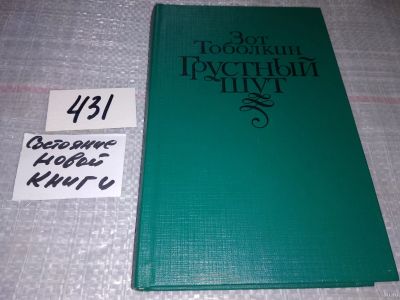 Зот
Тоболкин
Грустный
шут
431
Состояние
новой
книги